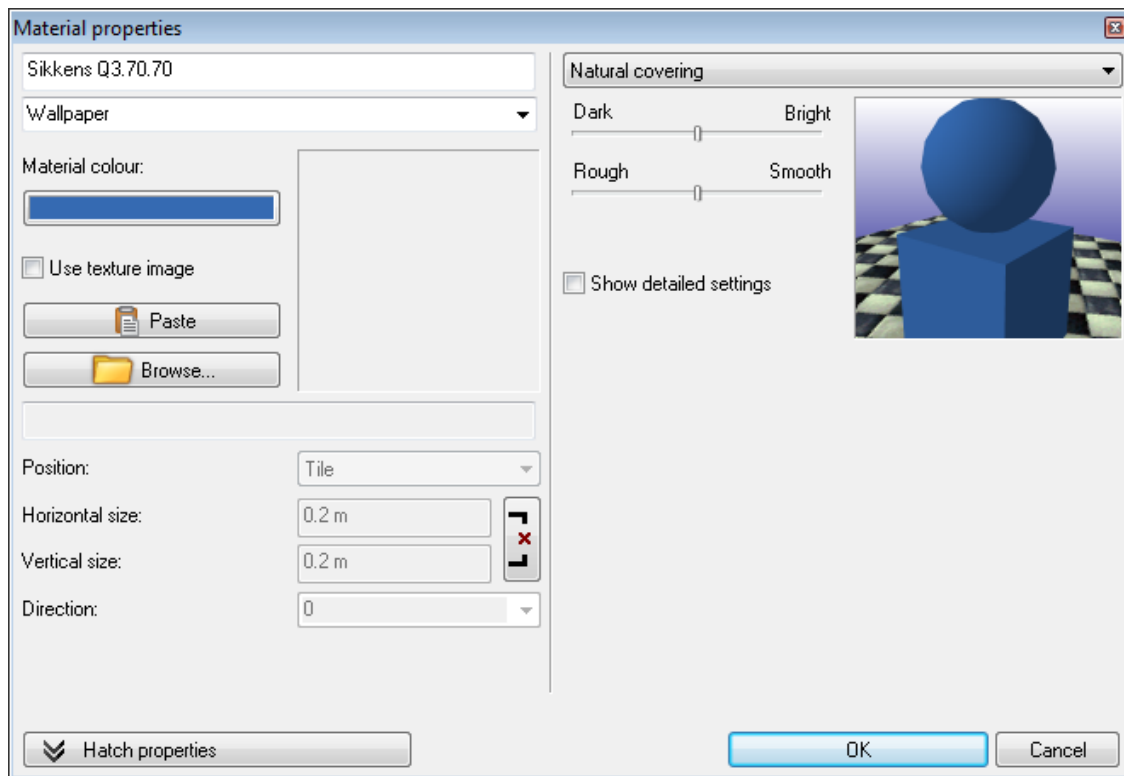 Material properties
Sikkens Q3.70.70
Wallpaper
Material colour:
Use texture image
Paste
Browse...
Position:
Tile
Horizontal size:
0.2 m
Vertical size:
0.2 m
Direction:
0
Hatch properties
Natural covering
Dark Bright
Rough Smooth
Show detailed settings
OK
Cancel